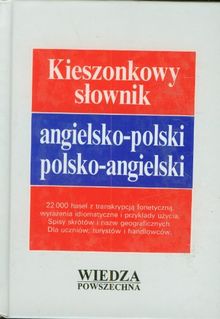 Kieszonkowy
słownik
angielsko-polski
polsko-angielski
22 000 haseł z transkrypcją fonetyczną,
wyrażenia idiomatyczne i przykłady użycia.
Spisy skrótów i nazw geograficznych.
Dla uczniów, turystów i handlowców.
WIEDZA
POWSZECHNA